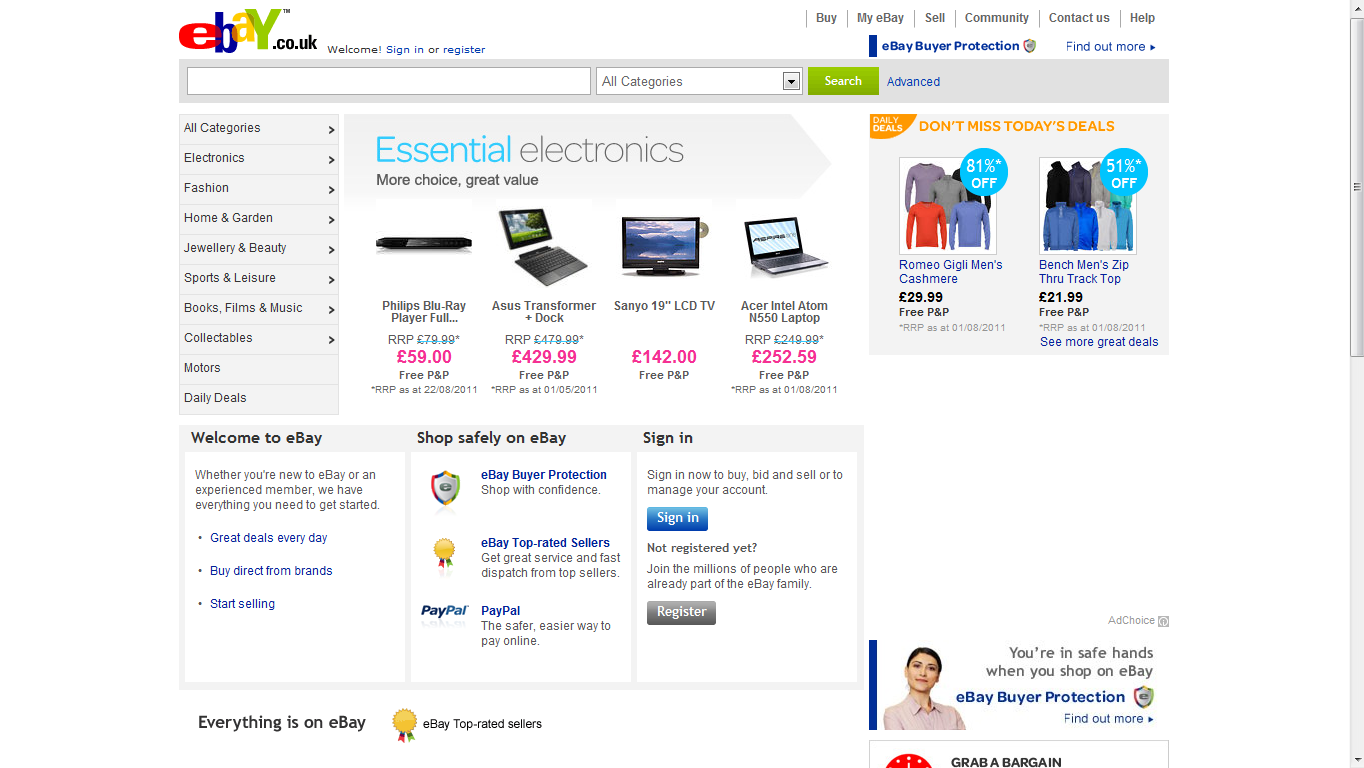 ebaY™.co.uk
Welcome! Sign in or register
Buy My eBay Sell Community Contact us Help
eBay Buyer Protection Find out more
All Categories Search Advanced
All Categories
Electronics
Fashion
Home & Garden
Jewellery & Beauty
Sports & Leisure
Books, Films & Music
Collectables
Motors
Daily Deals
Essential electronics
More choice, great value
ASPIRE one
Philips Blu-Ray
Player Full...
RRP £79.99*
£59.00
Free P&P
*RRP as at 22/08/2011
Asus Transformer
+ Dock
RRP £479.99*
£429.99
Free P&P
*RRP as at 01/05/2011
Sanyo 19" LCD TV
£142.00
Free P&P
Acer Intel Atom
N550 Laptop
RRP £249.99*
£252.59
Free P&P
*RRP as at 01/08/2011
DAILY
DEALS
DON'T MISS TODAY'S DEALS
81%*
OFF
Romeo Gigli Men's
Cashmere
£29.99
Free P&P
*RRP as at 01/08/2011
51%*
OFF
Bench Men's Zip
Thru Track Top
£21.99
Free P&P
*RRP as at 01/08/2011
See more great deals
Welcome to eBay
Whether you're new to eBay or an
experienced member, we have
everything you need to get started.
• Great deals every day
• Buy direct from brands
• Start selling
Shop safely on eBay
eBay Buyer Protection
Shop with confidence.
eBay Top-rated Sellers
Get great service and fast
dispatch from top sellers.
PayPal
PayPal
The safer, easier way to
pay online.
Sign in
Sign in now to buy, bid and sell or to
manage your account.
Sign in
Not registered yet?
Join the millions of people who are
already part of the eBay family.
Register
AdChoice
You're in safe hands
when you shop on eBay
eBay Buyer Protection
Find out more
Everything is on eBay
eBay Top-rated sellers
GRAB A BARGAIN